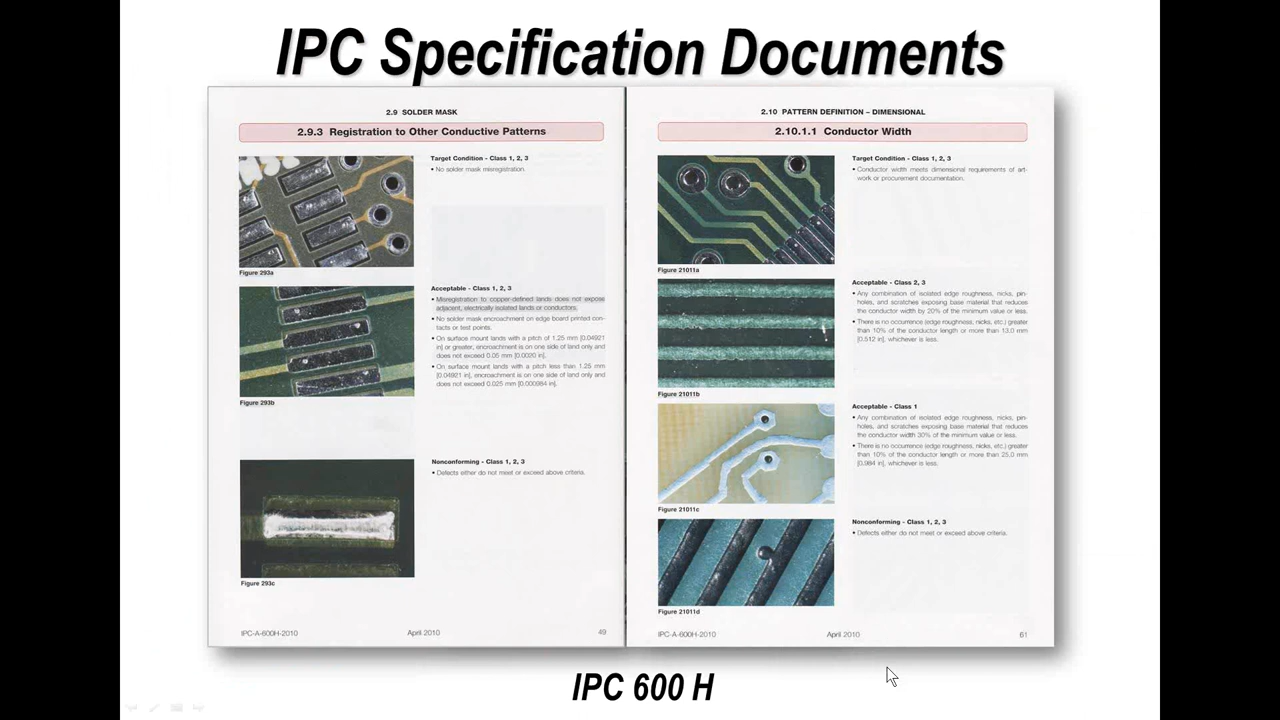 IPC Specification Documents
2.9 SOLDER MASK
2.9.3 Registration to Other Conductive Patterns
Target Condition - Class 1, 2, 3
• No solder mask misregistration.
Figure 293a
Acceptable - Class 1, 2, 3
• Misregistration to copper-defined lands does not expose
adjacent, electrically isolated lands or conductors.
• No solder mask encroachment on edge board printed con-
tacts or test points.
• On surface mount lands with a pitch of 1.25 mm [0.04921
in] or greater, encroachment is on one side of land only and
does not exceed 0.05 mm [0.0020 in].
• On surface mount lands with a pitch less than 1.25 mm
[0.04921 in], encroachment is on one side of land only and
does not exceed 0.025 mm [0.000984 in].
Figure 293b
Nonconforming - Class 1, 2, 3
• Defects either do not meet or exceed above criteria.
Figure 293c
IPC-A-600H-2010
April 2010
49
2.10 PATTERN DEFINITION – DIMENSIONAL
2.10.1.1 Conductor Width
Target Condition - Class 1, 2, 3
• Conductor width meets dimensional requirements of art-
work or procurement documentation.
Figure 21011a
Acceptable - Class 2, 3
• Any combination of isolated edge roughness, nicks, pin-
holes, and scratches exposing base material that reduces
the conductor width by 20% of the minimum value or less.
• There is no occurrence (edge roughness, nicks, etc.) greater
than 10% of the conductor length or more than 13.0 mm
[0.512 in], whichever is less.
Figure 21011b
Acceptable - Class 1
• Any combination of isolated edge roughness, nicks, pin-
holes, and scratches exposing base material that reduces
the conductor width 30% of the minimum value or less.
• There is no occurrence (edge roughness, nicks, etc.) greater
than 10% of the conductor length or more than 25.0 mm
[0.984 in], whichever is less.
Figure 21011c
Nonconforming - Class 1, 2, 3
• Defects either do not meet or exceed above criteria.
Figure 21011d
IPC-A-600H-2010
April 2010
61
IPC 600 H